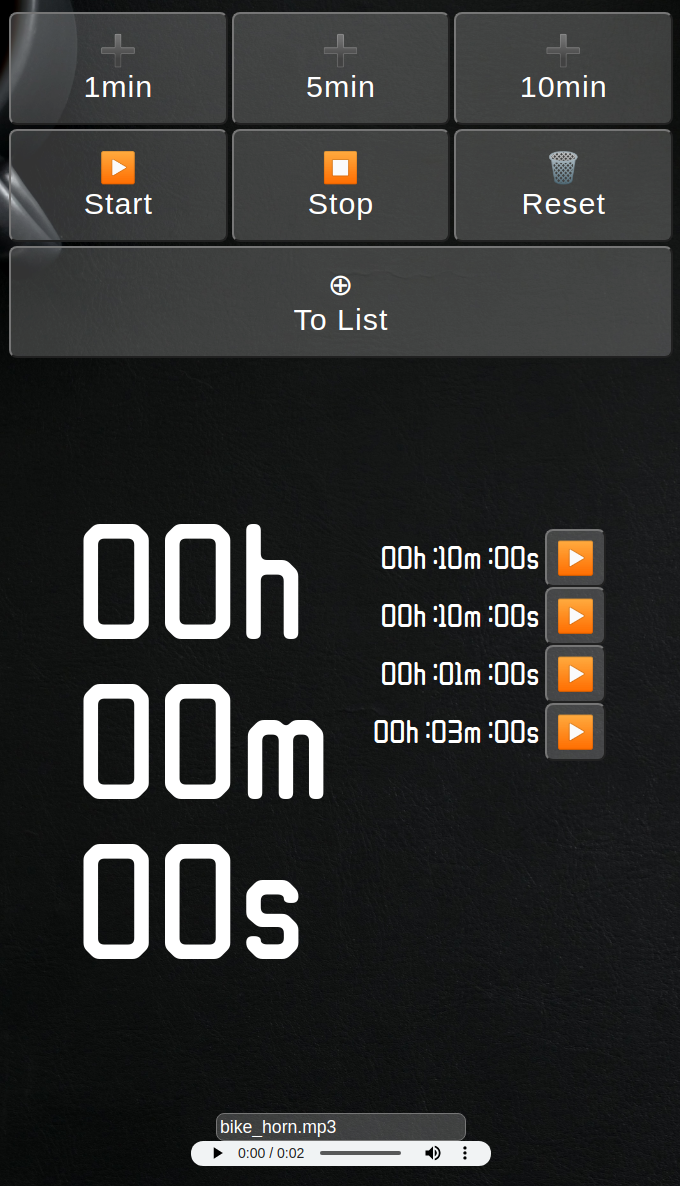 1min
5min
10min
Start
Stop
Reset
To List
00h
00m
00s
00h :10m :00s
00h :10m :00s
00h :01m :00s
00h :03m :00s
bike_horn.mp3
0:00 / 0:02